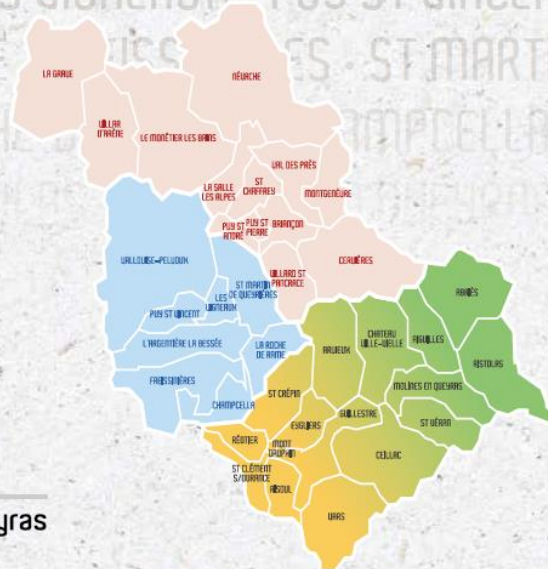 ST MART
LA GRAVE
NÉVACHE
VILLAR
D'ARÈNE
LE MONÊTIER LES BAINS
VAL DES PRÈS
LA SALLE
LES ALPES
ST
CHAFFREY
MONTGENÈVRE
PUY ST
ANDRÉ
PUY ST
PIERRE
BRIANÇON
CERVIÈRES
VILLARD ST
PANCRACE
VALLOUISE-PELVOUX
ST MARTIN
DE QUEYRIÈRES
LES
VIGNEAUX
PUY ST VINCENT
L'ARGENTIÈRE LA BESSÉE
LA ROCHE
DE RAME
FREISSINIÈRES
CHAMPCELLA
ABRIÈS
RISTOLAS
AIGUILLES
CHATEAU
VILLE-VIEILLE
ARVIEUX
MOLINES EN QUEYRAS
ST VÉRAN
ST CRÉPIN
GUILLESTRE
EYGLIERS
CEILLAC
RÉOTIER
MONT
DAUPHIN
ST CLÉMENT
S/DURANCE
RISOUL
VARS
yras